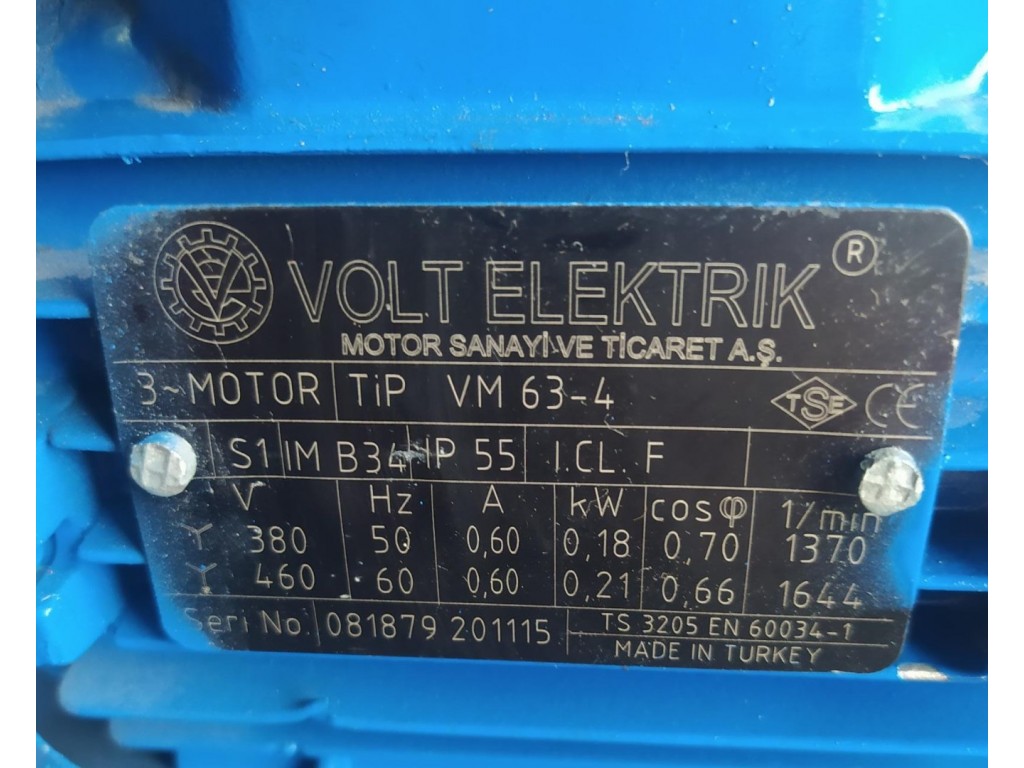 VOLT ELEKTRIK ®
MOTOR SANAYİ VE TİCARET A.Ş.
3~MOTOR TİP VM 63-4 TSE CE
S1 IM B34 IP 55 I.CL. F
V Hz A kW cosφ 1/min
Y 380 50 0,60 0,18 0,70 1370
Y 460 60 0,60 0,21 0,66 1644
Seri No. 081879 201115 TS 3205 EN 60034-1
MADE IN TURKEY